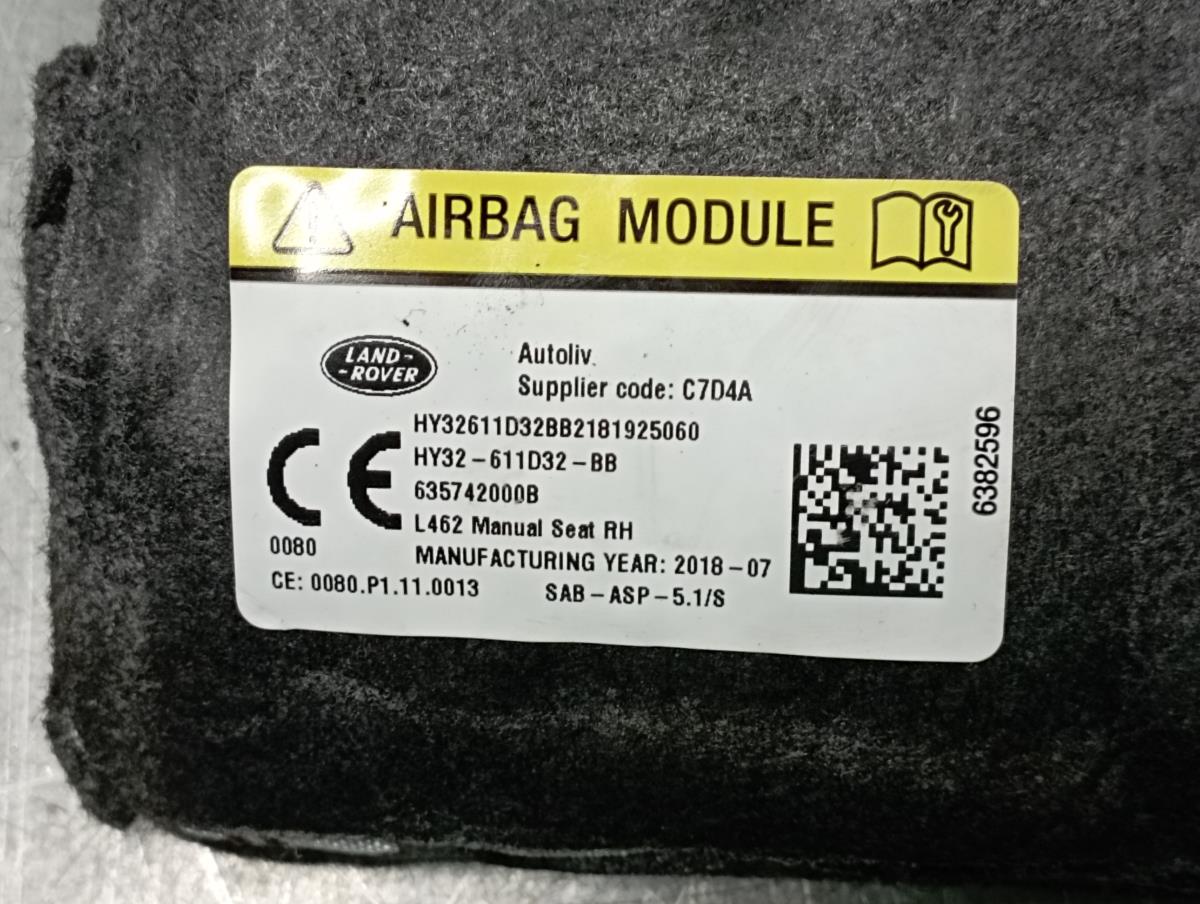 AIRBAG MODULE
LAND-
-ROVER
Autoliv.
Supplier code: C7D4A
HY32611D32BB2181925060
HY32-611D32-BB
635742000B
L462 Manual Seat RH
MANUFACTURING YEAR: 2018-07
CE
0080
CE: 0080.P1.11.0013
SAB-ASP-5.1/S
6382596